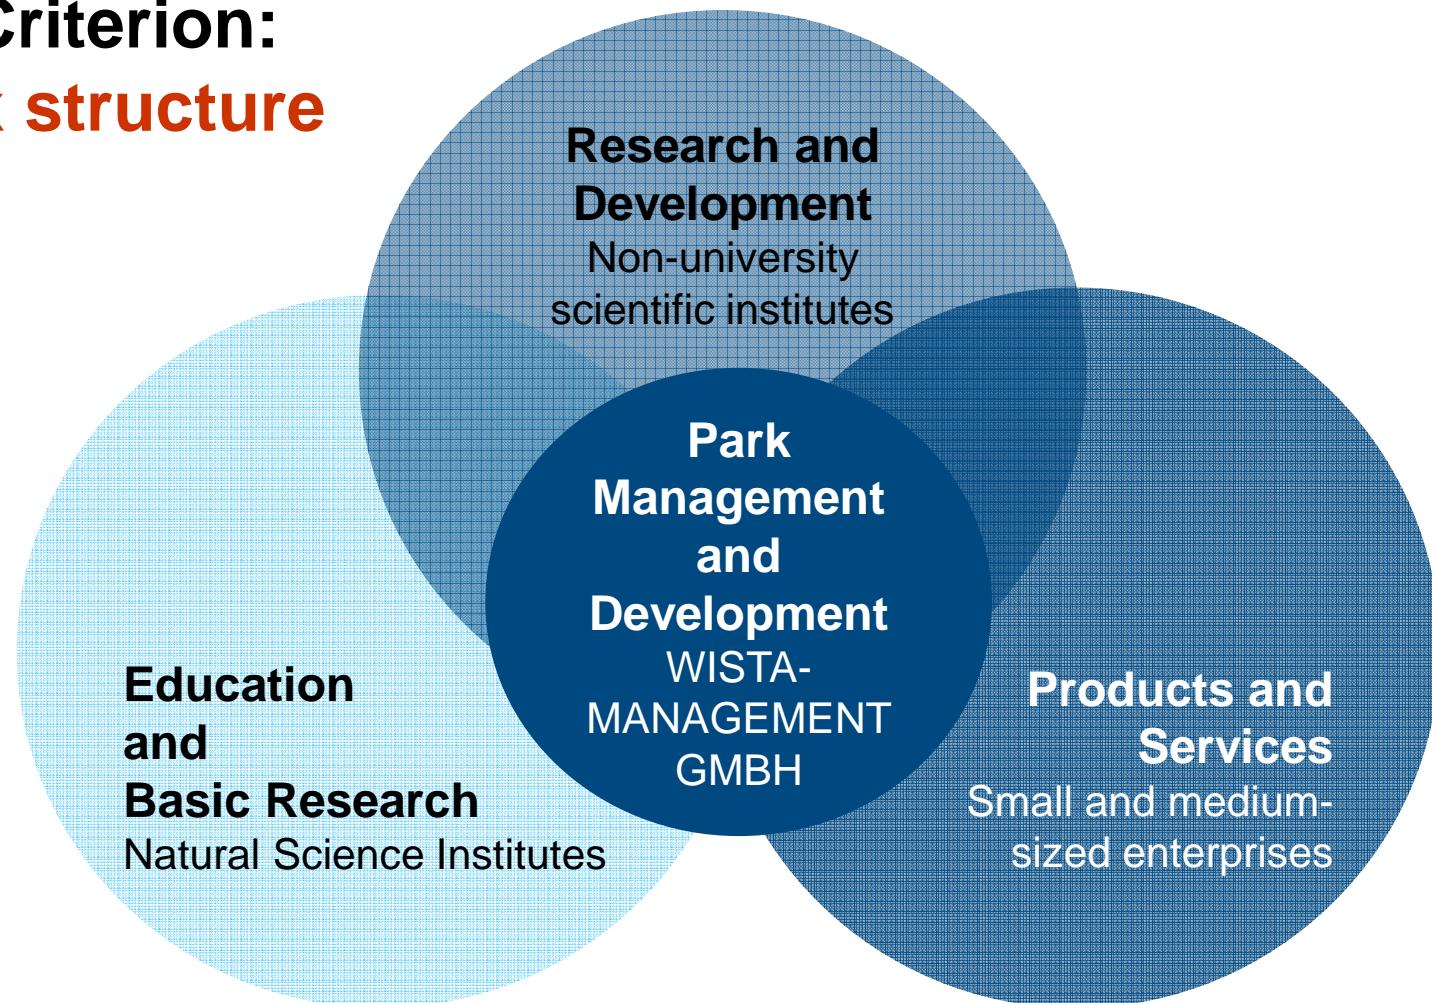 Criterion:
x structure
Research and
Development
Non-university
scientific institutes
Park
Management
and
Development
WISTA-
MANAGEMENT
GMBH
Education
and
Basic Research
Natural Science Institutes
Products and
Services
Small and medium-
sized enterprises